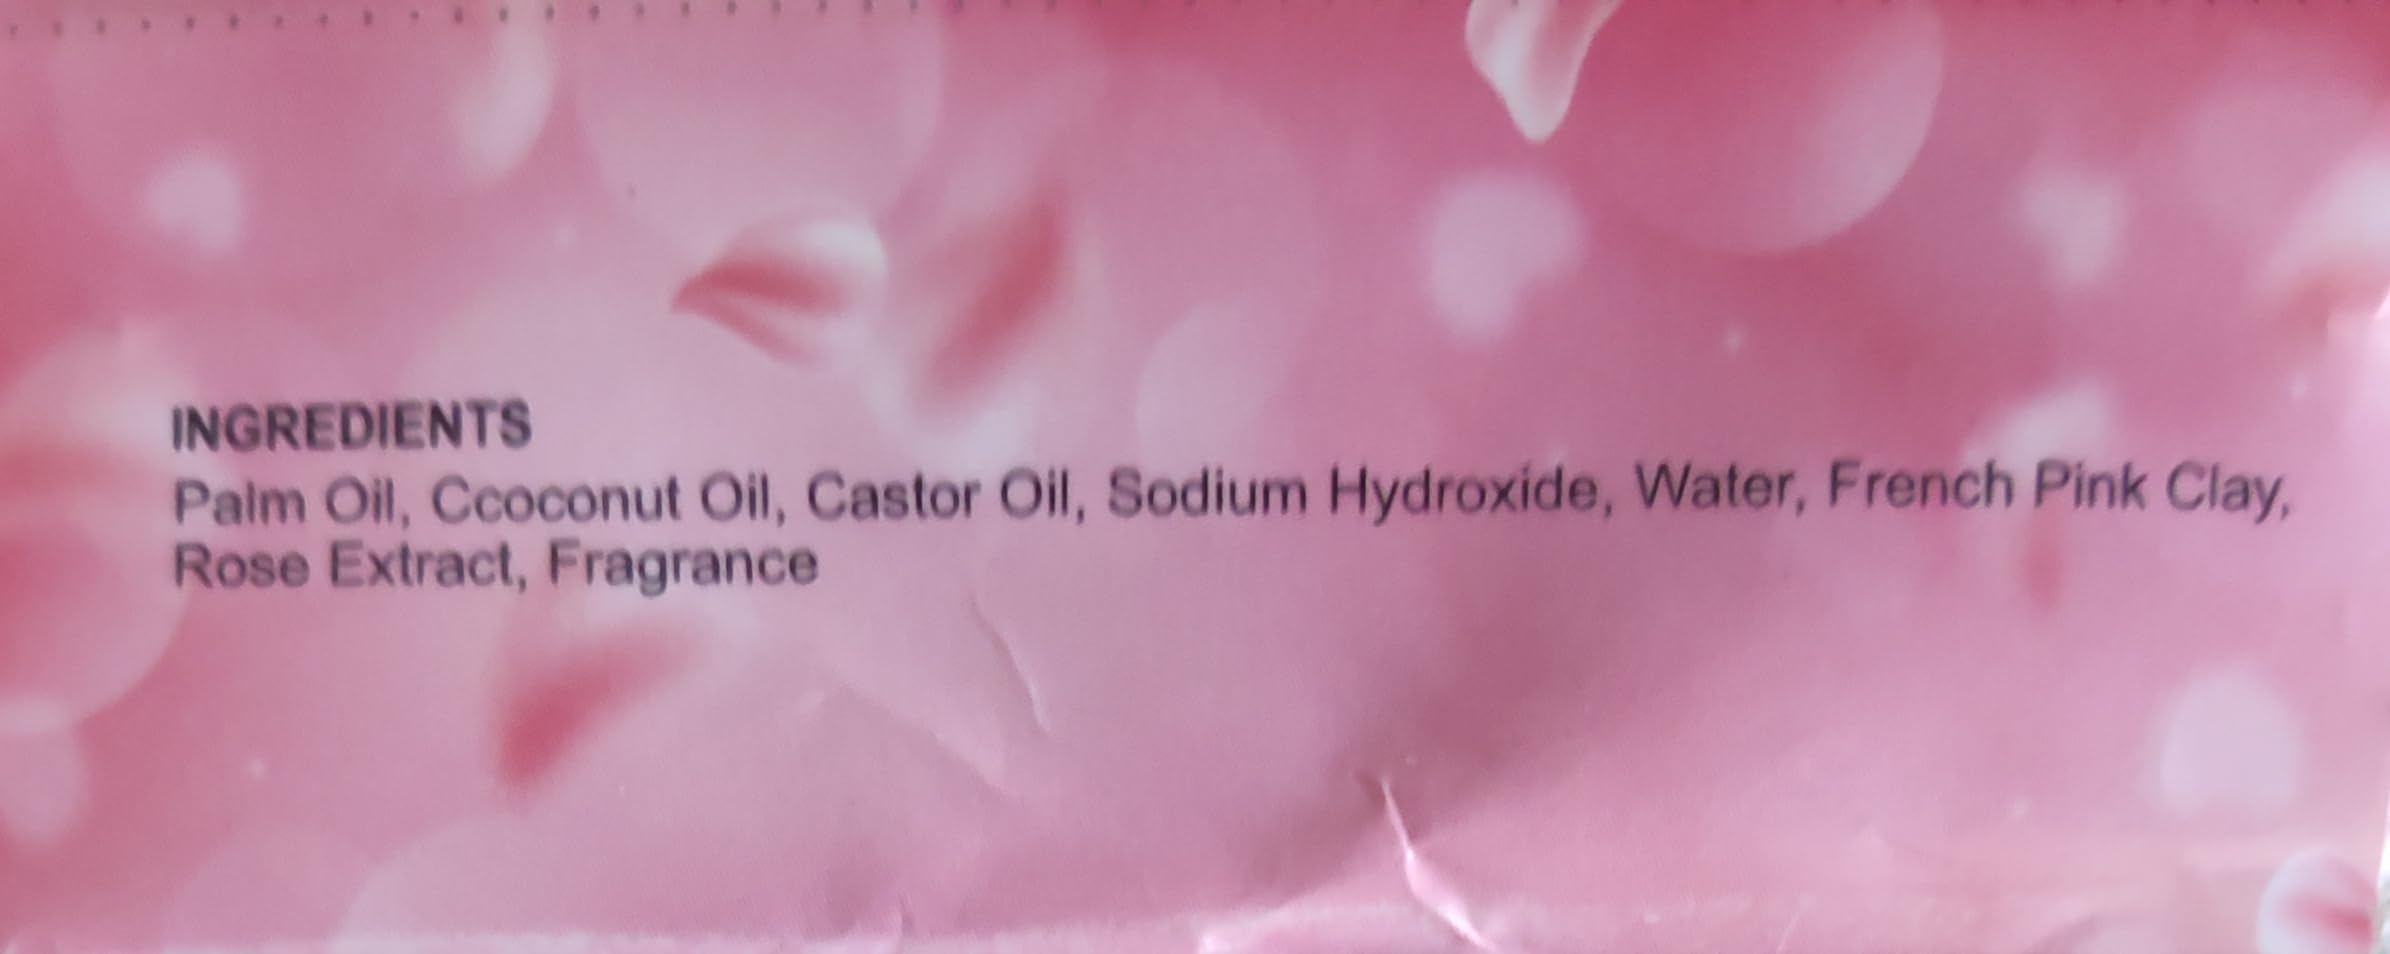 INGREDIENTS
Palm Oil, Ccoconut Oil, Castor Oil, Sodium Hydroxide, Water, French Pink Clay,
Rose Extract, Fragrance